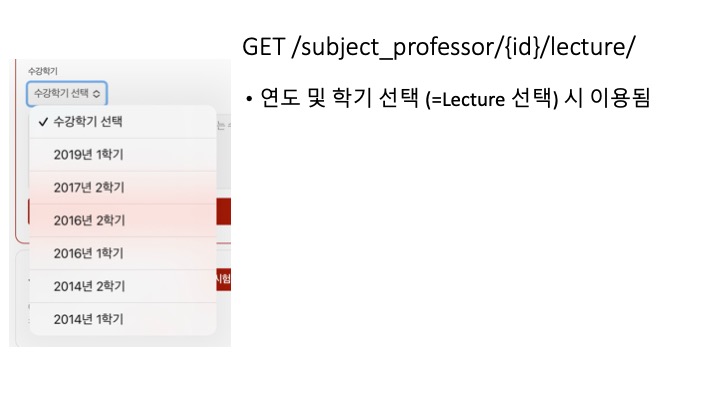 GET /subject_professor/{id}/lecture/
• 연도 및 학기 선택 (=Lecture 선택) 시 이용됨
수강학기
수강학기 선택
✓ 수강학기 선택
2019년 1학기
2017년 2학기
2016년 2학기
2016년 1학기
2014년 2학기
2014년 1학기
시험